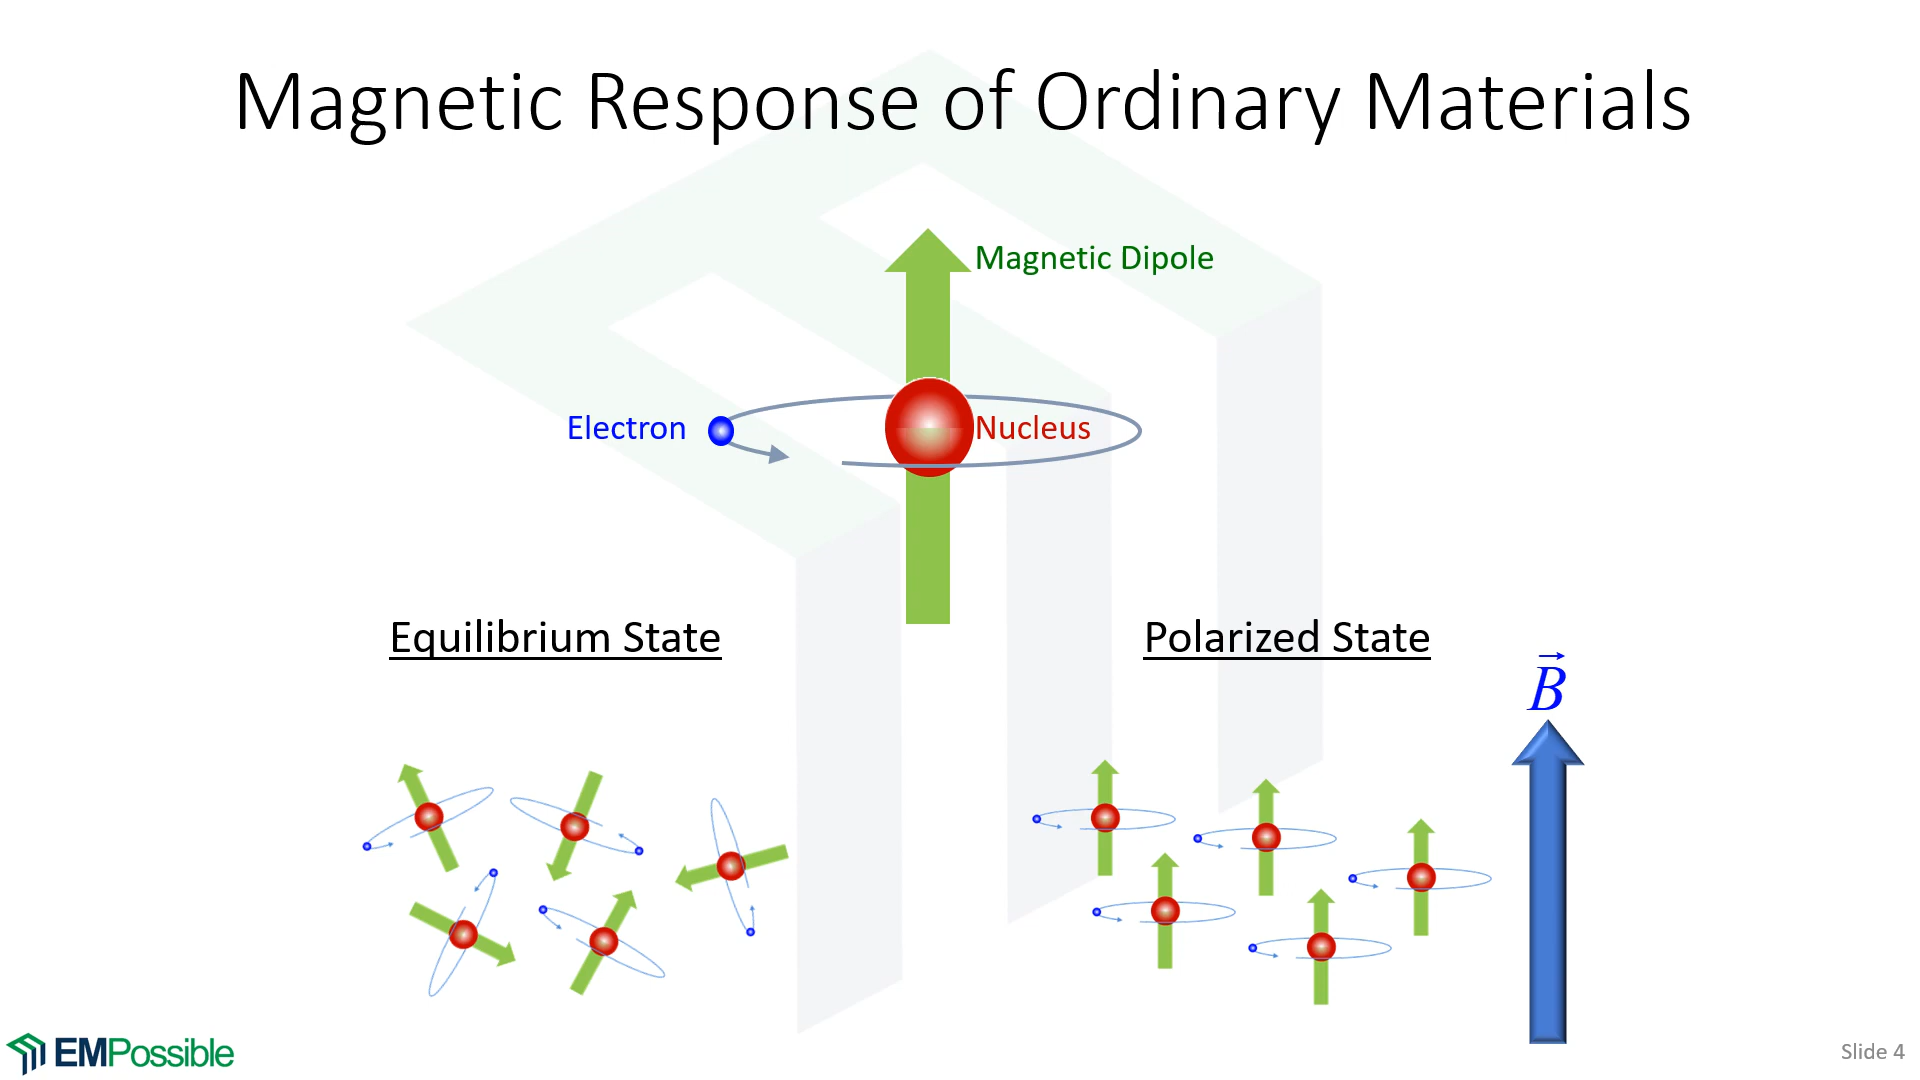 Magnetic Response of Ordinary Materials
Magnetic Dipole
Electron
Nucleus
Equilibrium State
Polarized State
B⃗
EMPossible
Slide 4